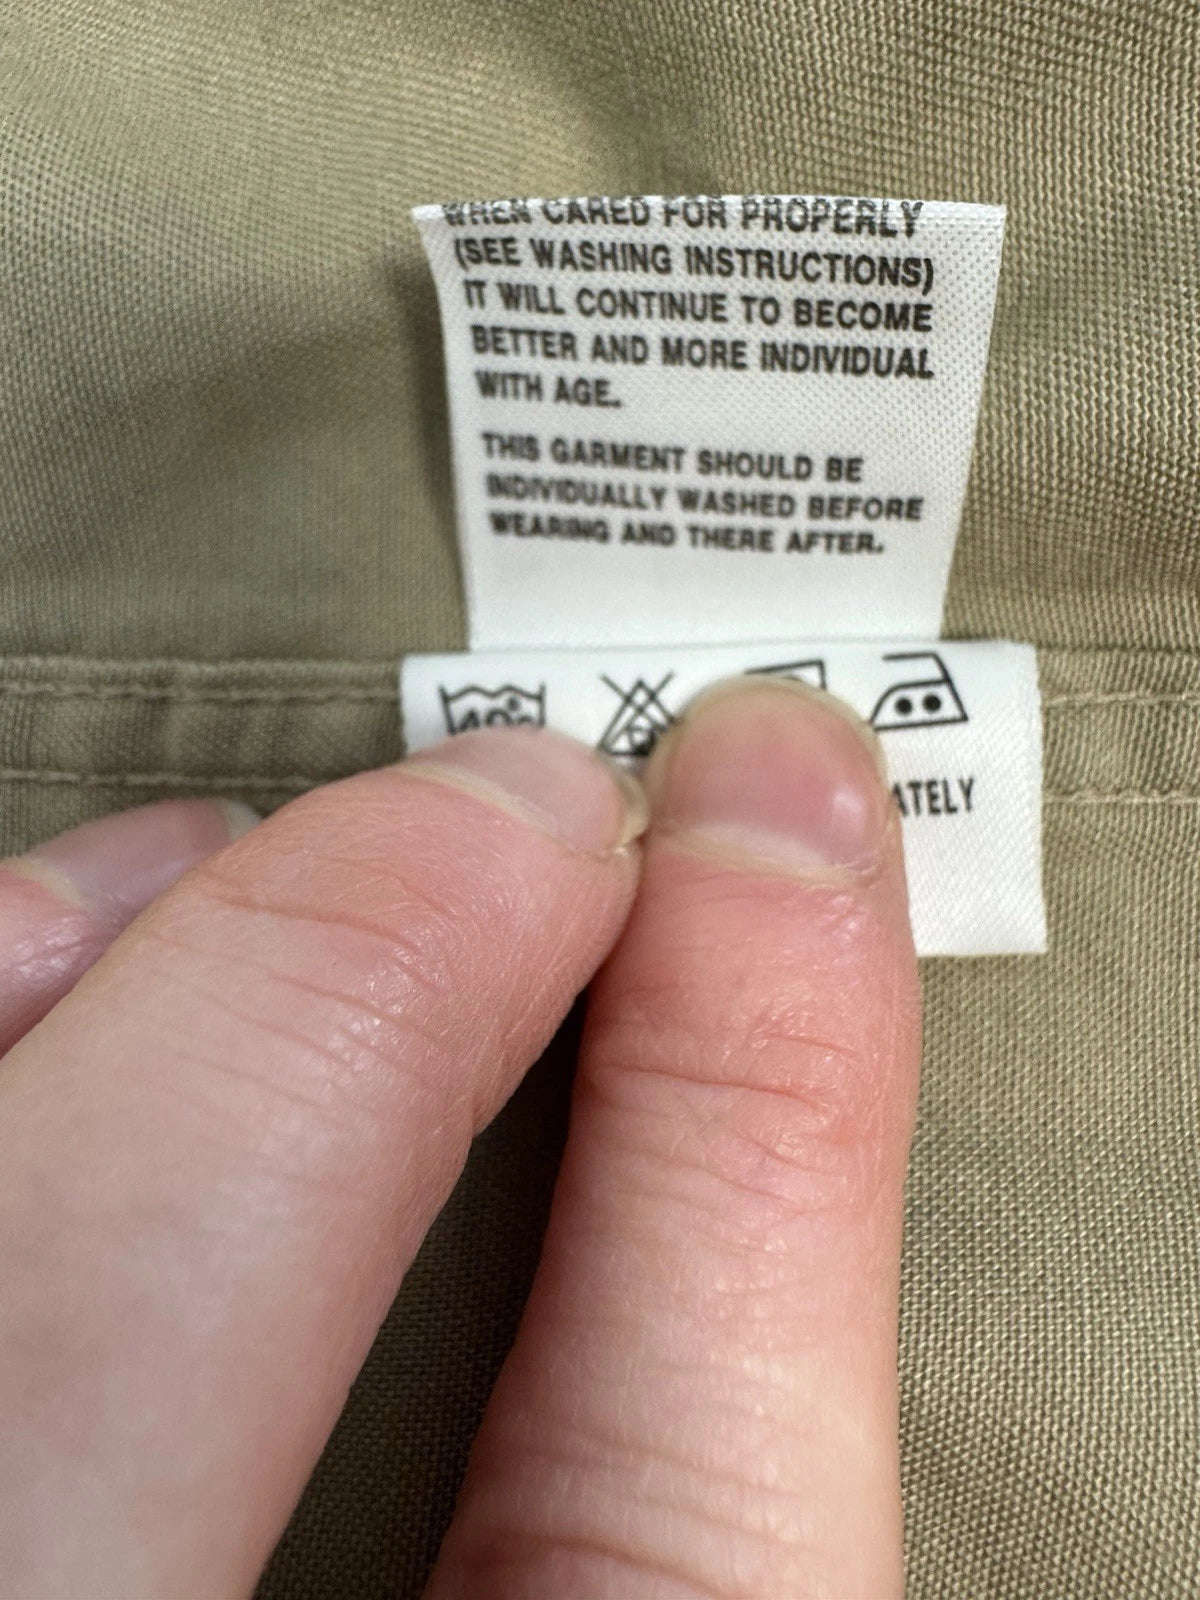 WHEN CARED FOR PROPERLY
(SEE WASHING INSTRUCTIONS)
IT WILL CONTINUE TO BECOME
BETTER AND MORE INDIVIDUAL
WITH AGE.
THIS GARMENT SHOULD BE
INDIVIDUALLY WASHED BEFORE
WEARING AND THERE AFTER.
40°c
ATELY